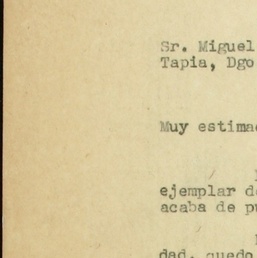 Sr. Miguel
Tapia, Dgo
Muy estima
ejemplar d
acaba de p
dad, quedo